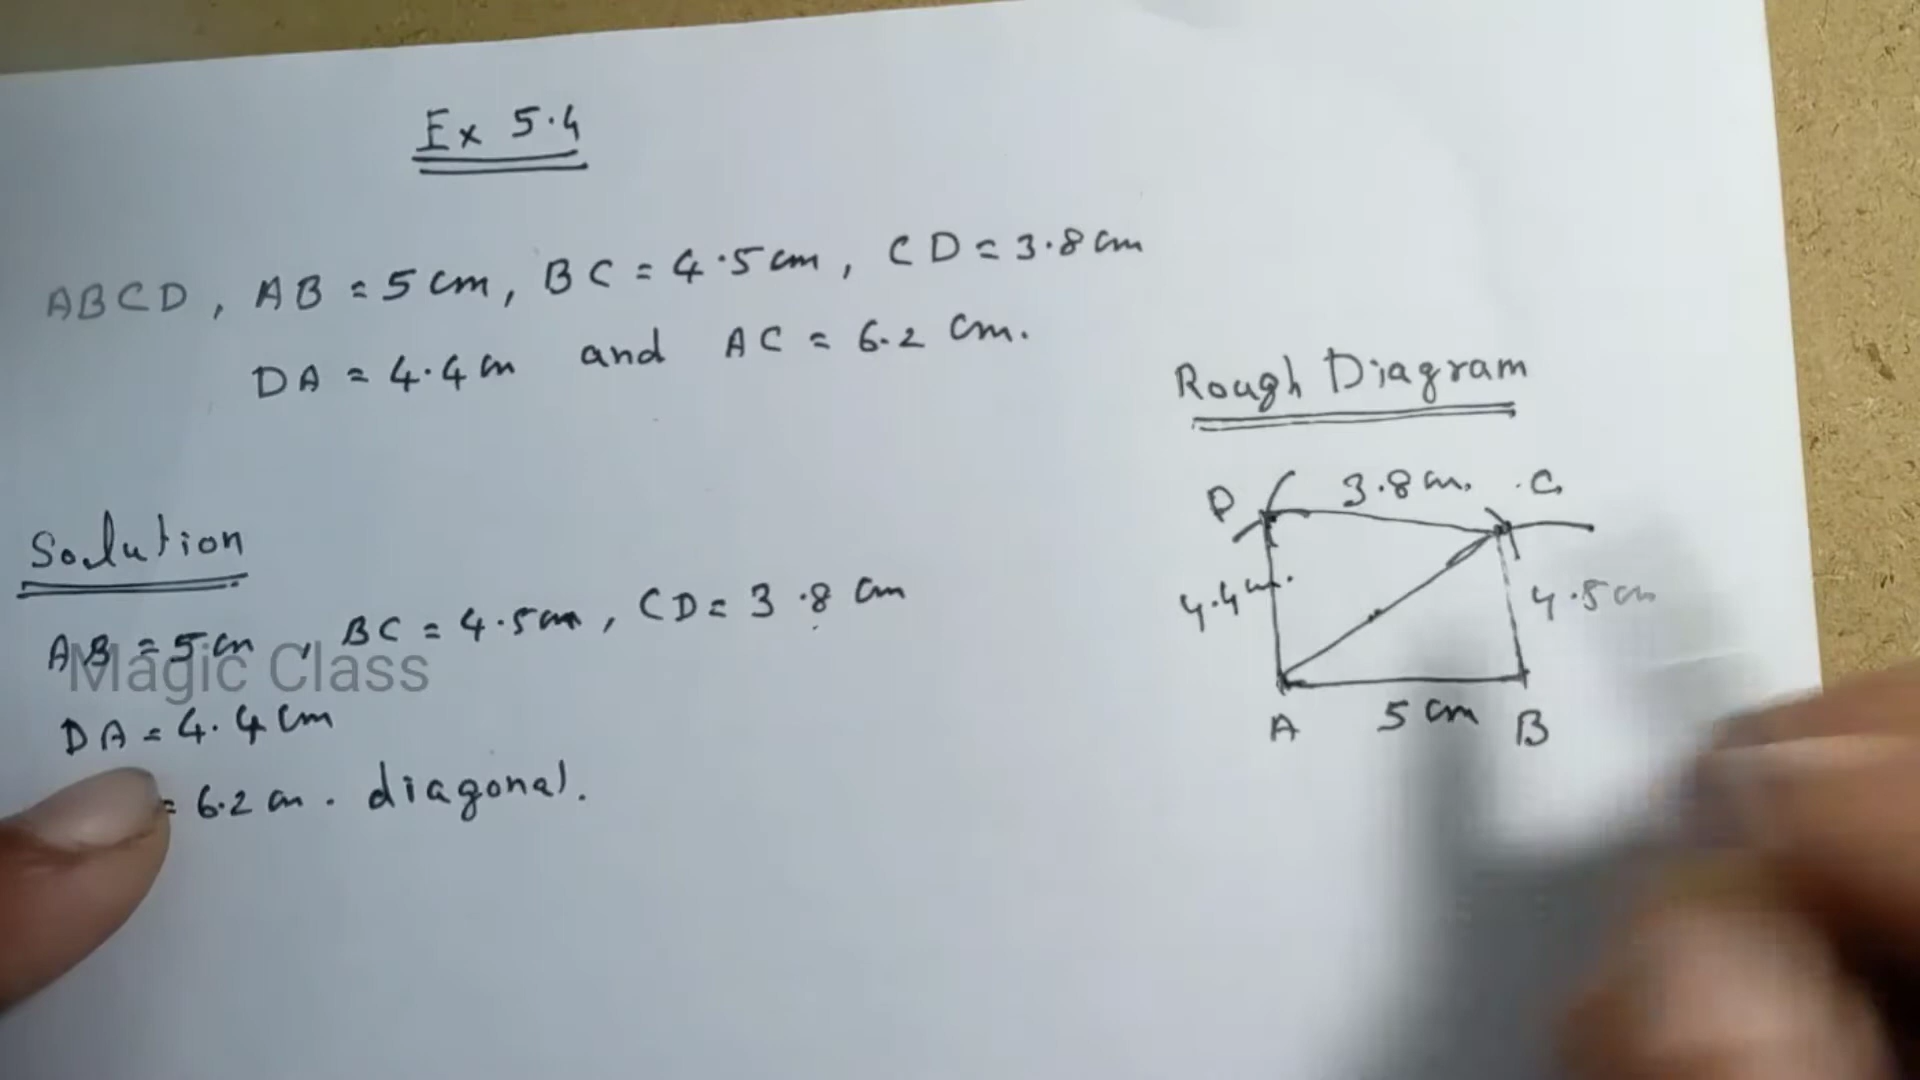 Ex 5.4
ABCD, AB = 5 cm, BC = 4.5 cm, CD = 3.8 cm
DA = 4.4 cm and AC = 6.2 cm.
Rough Diagram
D 3.8 cm. C
4.4 cm. 4.5 cm
A 5 cm B
Solution
AB = 5 cm, BC = 4.5 cm, CD = 3.8 cm
Magic Class
DA = 4.4 cm
= 6.2 cm. diagonal.